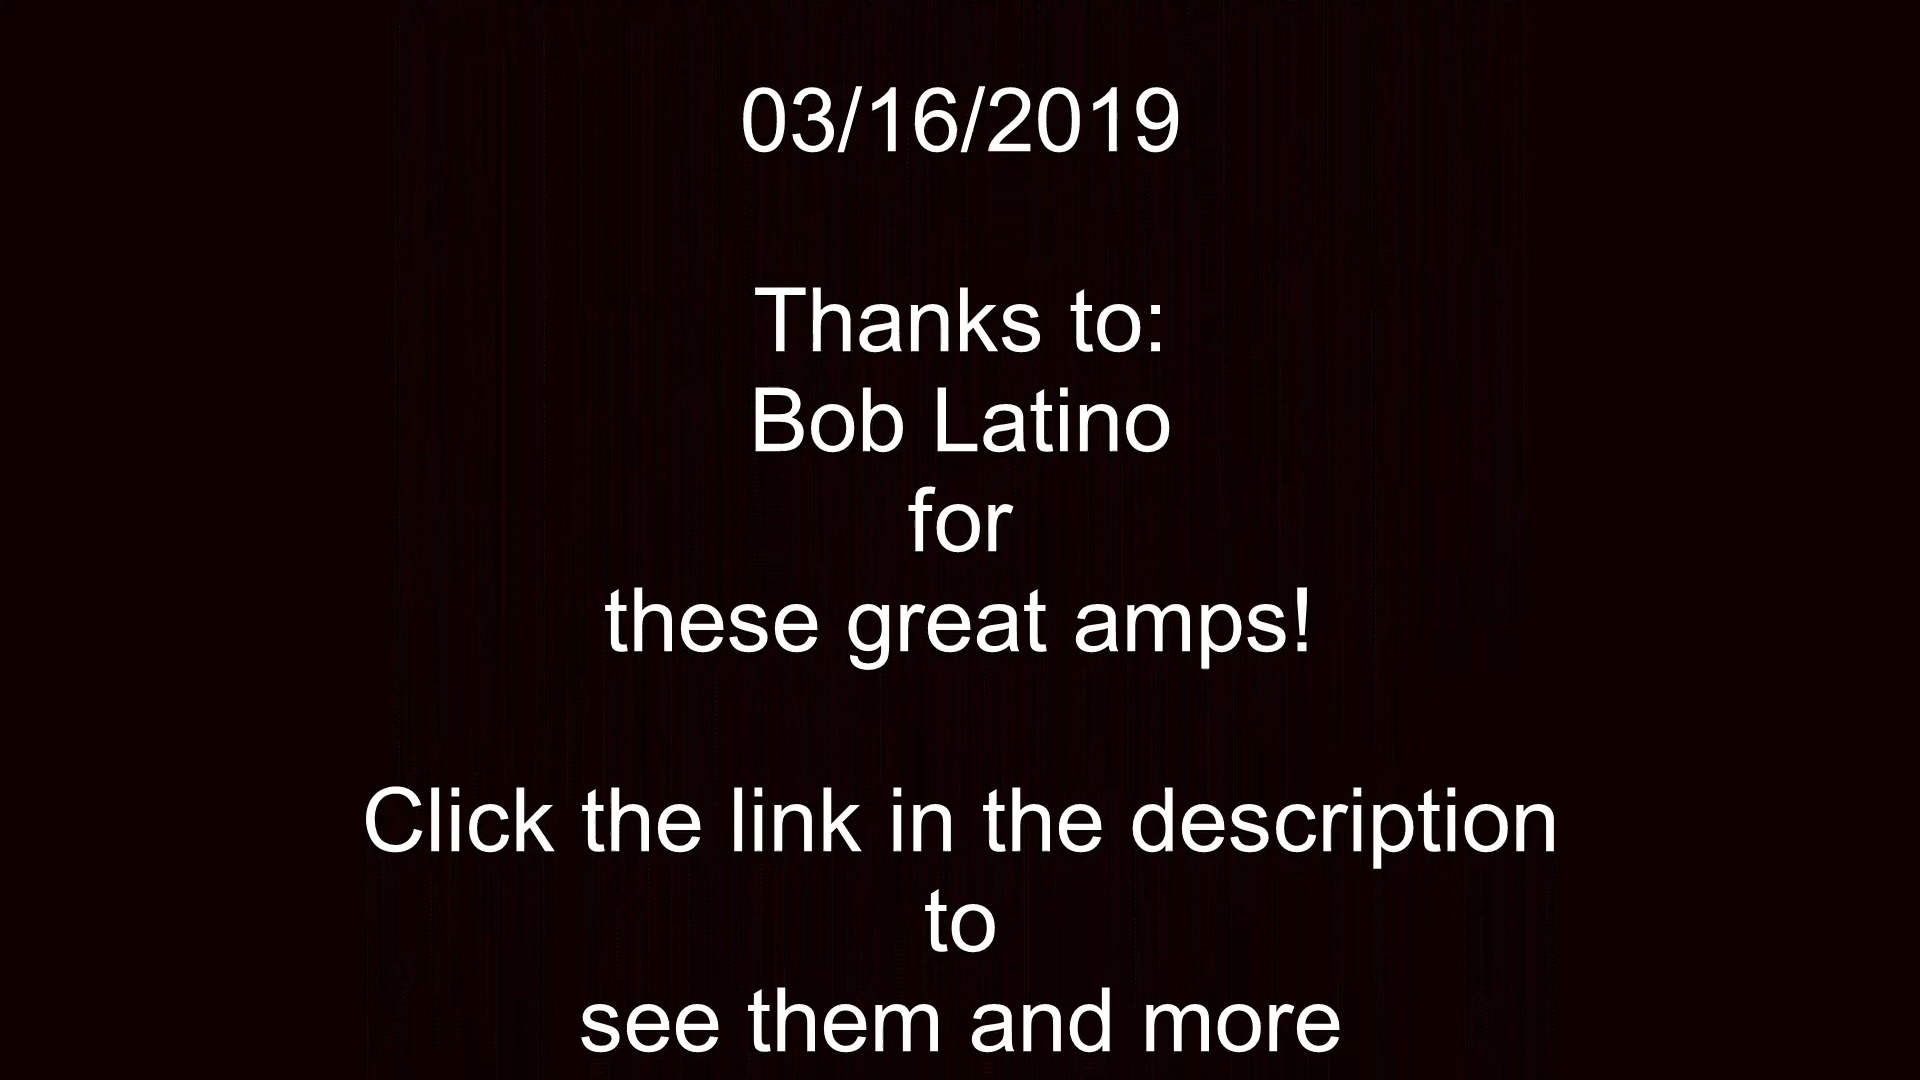 03/16/2019
Thanks to:
Bob Latino
for
these great amps!
Click the link in the description
to
see them and more